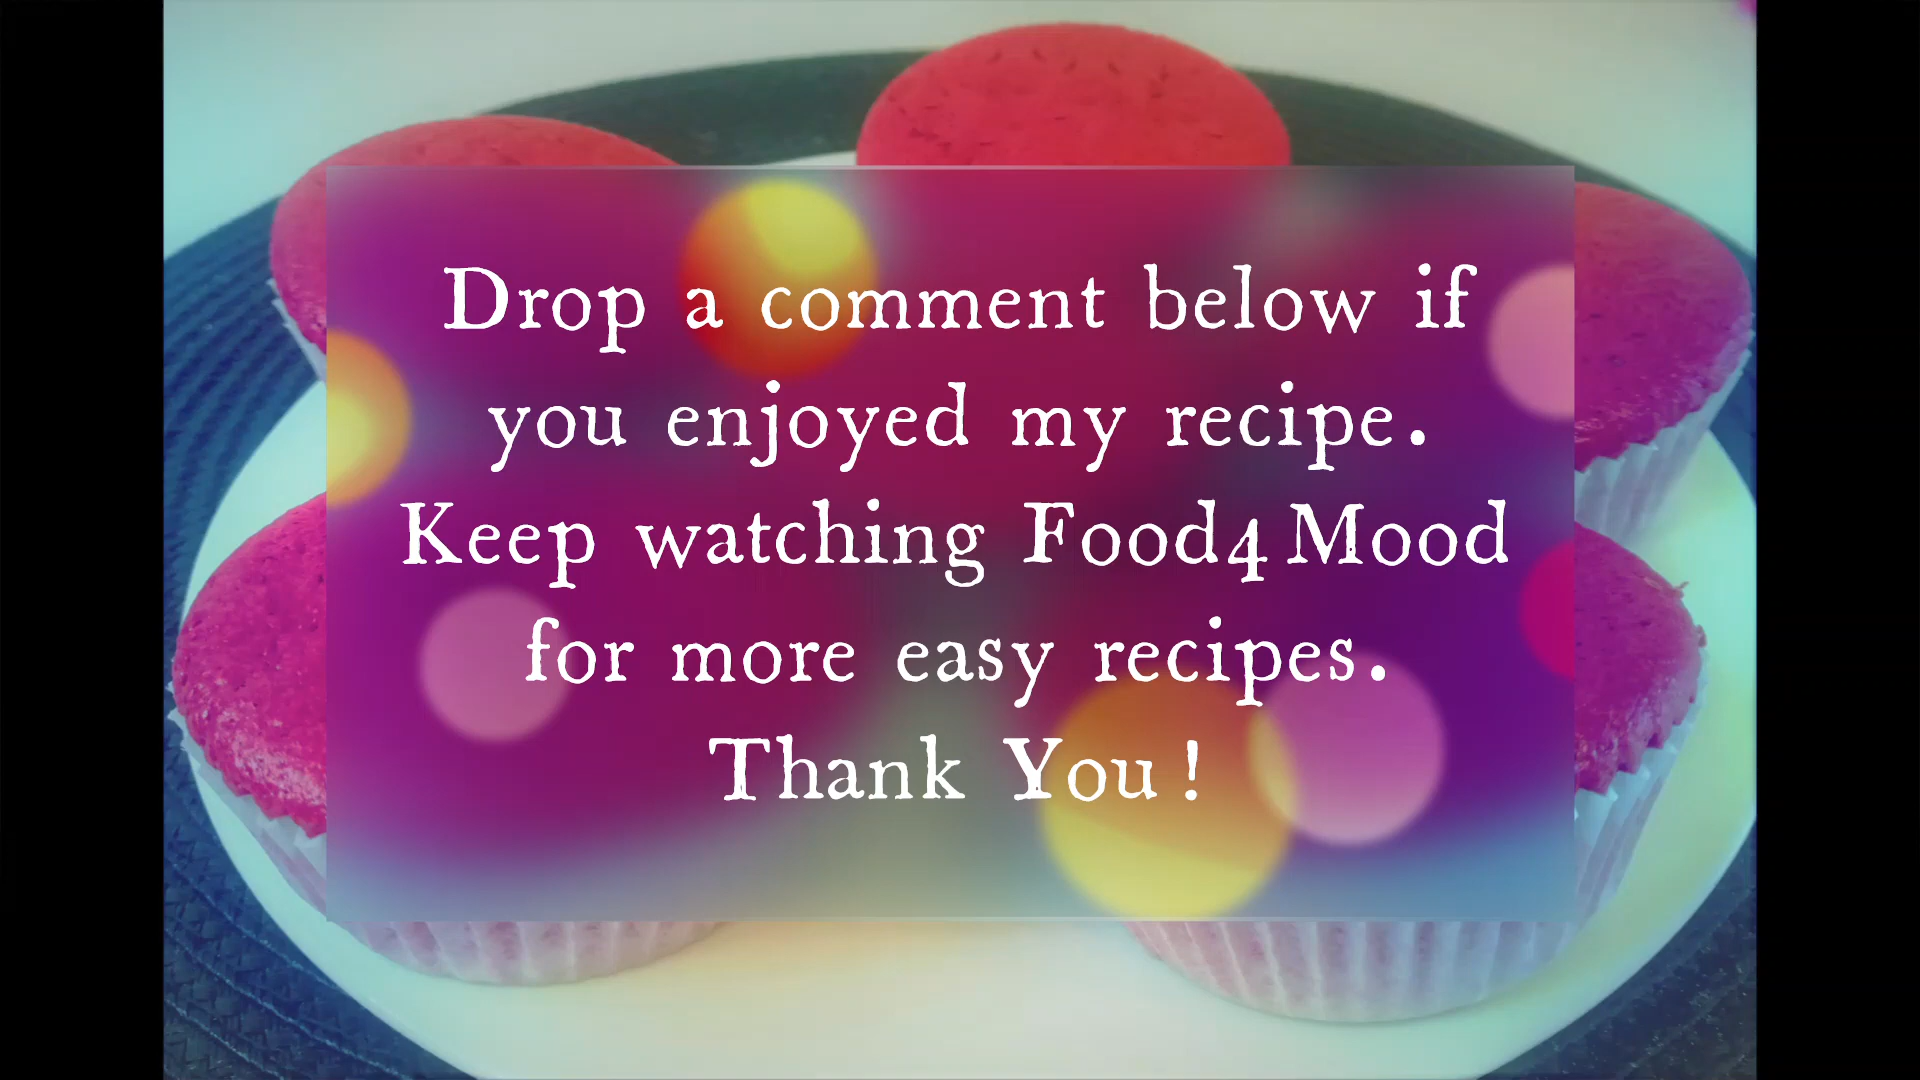 Drop a comment below if
you enjoyed my recipe.
Keep watching Food4Mood
for more easy recipes.
Thank You!